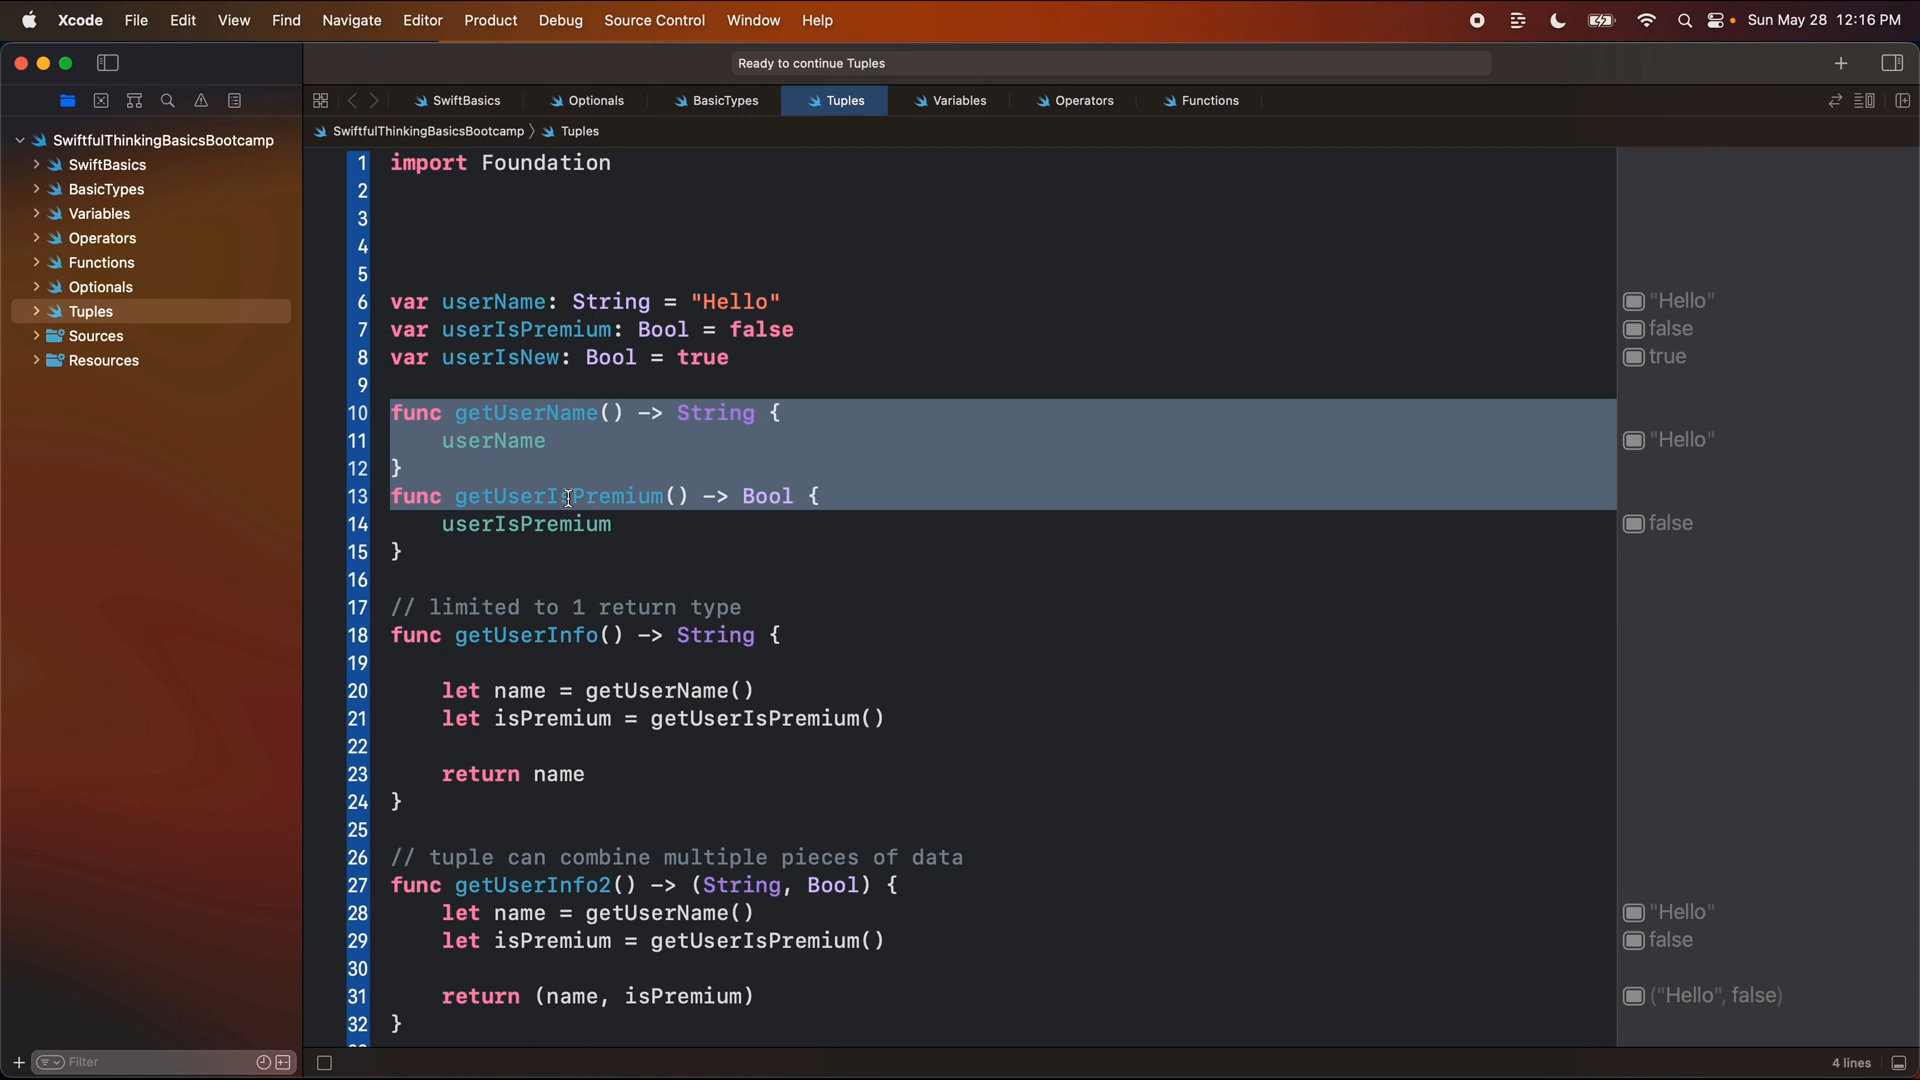 Xcode File Edit View Find Navigate Editor Product Debug Source Control Window Help Sun May 28 12:16 PM
Ready to continue Tuples
SwiftBasics Optionals BasicTypes Tuples Variables Operators Functions
SwiftfulThinkingBasicsBootcamp Tuples
SwiftfulThinkingBasicsBootcamp
SwiftBasics
BasicTypes
Variables
Operators
Functions
Optionals
Tuples
Sources
Resources
1 import Foundation
2
3
4
5
6 var userName: String = "Hello" "Hello"
7 var userIsPremium: Bool = false false
8 var userIsNew: Bool = true true
9
10 func getUserName() -> String {
11 userName "Hello"
12 }
13 func getUserIsPremium() -> Bool {
14 userIsPremium false
15 }
16
17 // limited to 1 return type
18 func getUserInfo() -> String {
19
20 let name = getUserName()
21 let isPremium = getUserIsPremium()
22
23 return name
24 }
25
26 // tuple can combine multiple pieces of data
27 func getUserInfo2() -> (String, Bool) {
28 let name = getUserName() "Hello"
29 let isPremium = getUserIsPremium() false
30
31 return (name, isPremium) ("Hello", false)
32 }
Filter
4 lines